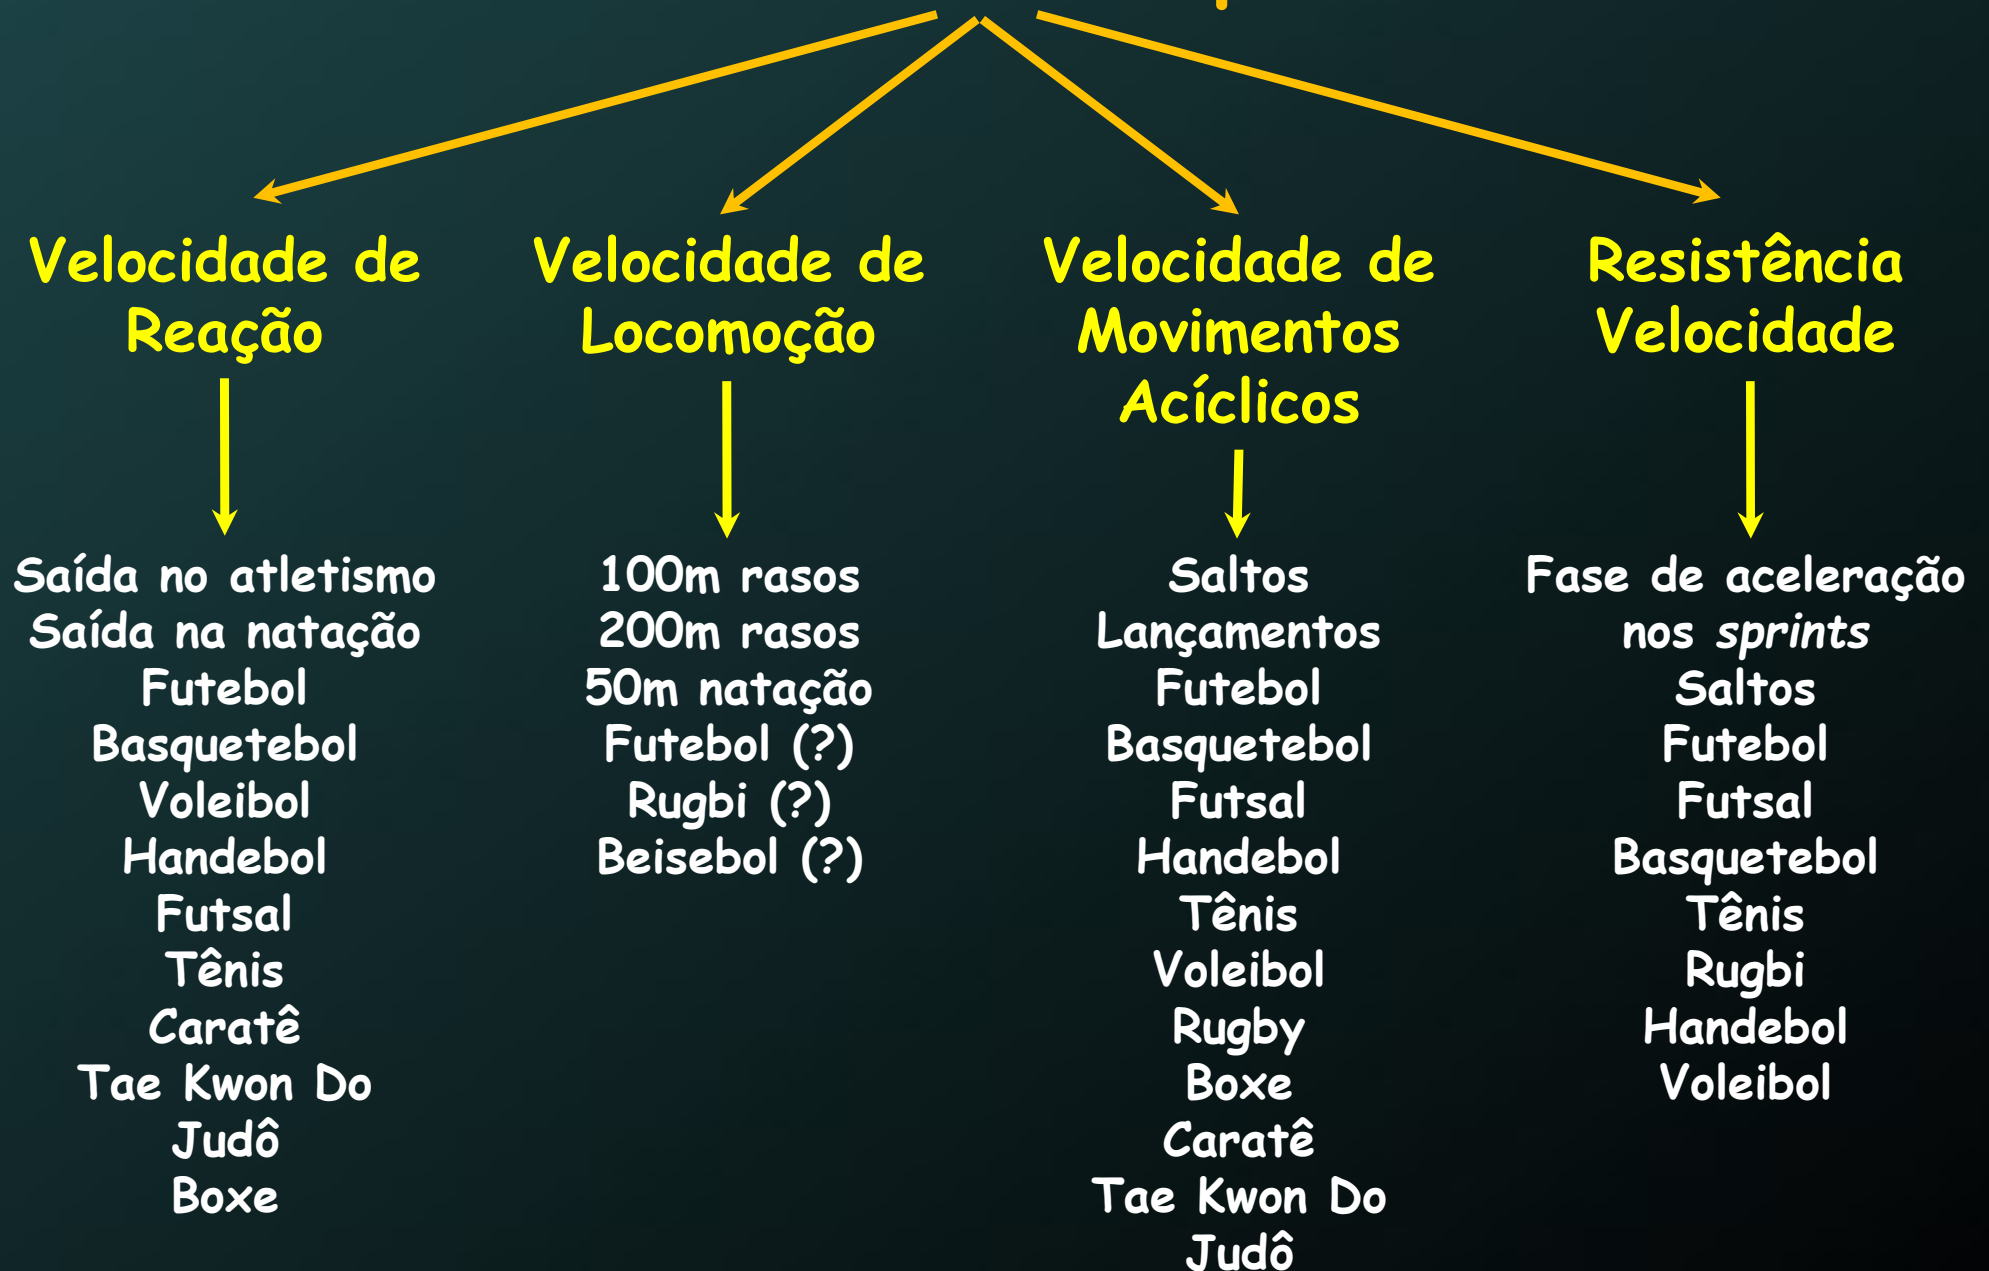 Velocidade de
Reação
Saída no atletismo
Saída na natação
Futebol
Basquetebol
Voleibol
Handebol
Futsal
Tênis
Caratê
Tae Kwon Do
Judô
Boxe
Velocidade de
Locomoção
100m rasos
200m rasos
50m natação
Futebol (?)
Rugbi (?)
Beisebol (?)
Velocidade de
Movimentos
Acíclicos
Saltos
Lançamentos
Futebol
Basquetebol
Futsal
Handebol
Tênis
Voleibol
Rugby
Boxe
Caratê
Tae Kwon Do
Judô
Resistência
Velocidade
Fase de aceleração
nos sprints
Saltos
Futebol
Futsal
Basquetebol
Tênis
Rugbi
Handebol
Voleibol